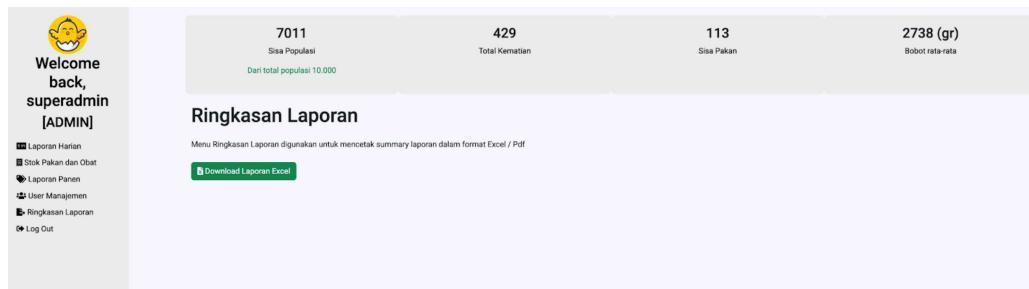 Welcome
back,
superadmin
[ADMIN]
Laporan Harian
Stok Pakan dan Obat
Laporan Panen
User Manajemen
Ringkasan Laporan
Log Out
7011
Sisa Populasi
Dari total populasi 10.000
429
Total Kematian
113
Sisa Pakan
2738 (gr)
Bobot rata-rata
Ringkasan Laporan
Menu Ringkasan Laporan digunakan untuk mencetak summary laporan dalam format Excel / Pdf
Download Laporan Excel